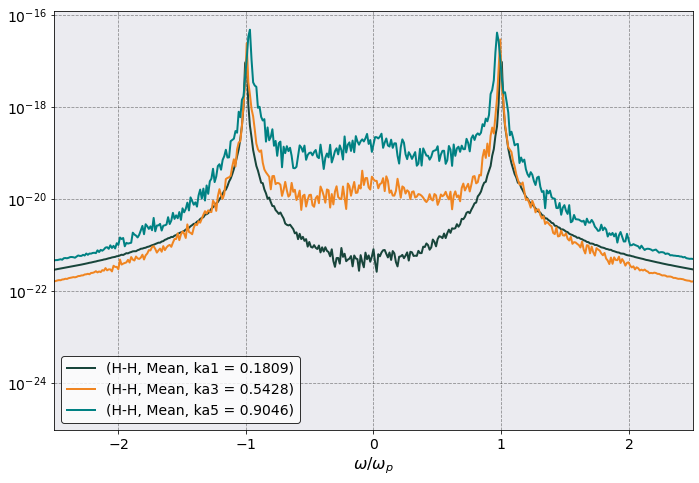 10⁻¹⁶
10⁻¹⁸
10⁻²⁰
10⁻²²
10⁻²⁴
(H-H, Mean, ka1 = 0.1809)
(H-H, Mean, ka3 = 0.5428)
(H-H, Mean, ka5 = 0.9046)
−2 −1 0 1 2
ω/ωₚ